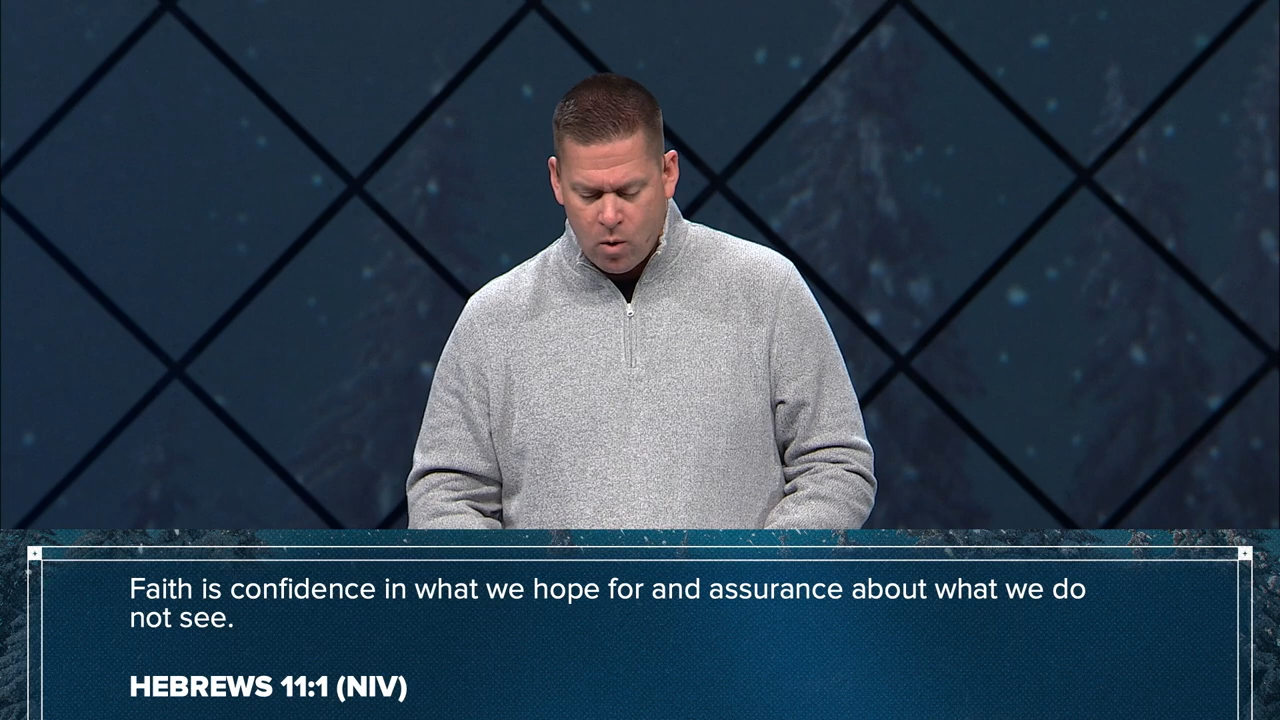 Faith is confidence in what we hope for and assurance about what we do
not see.
HEBREWS 11:1 (NIV)